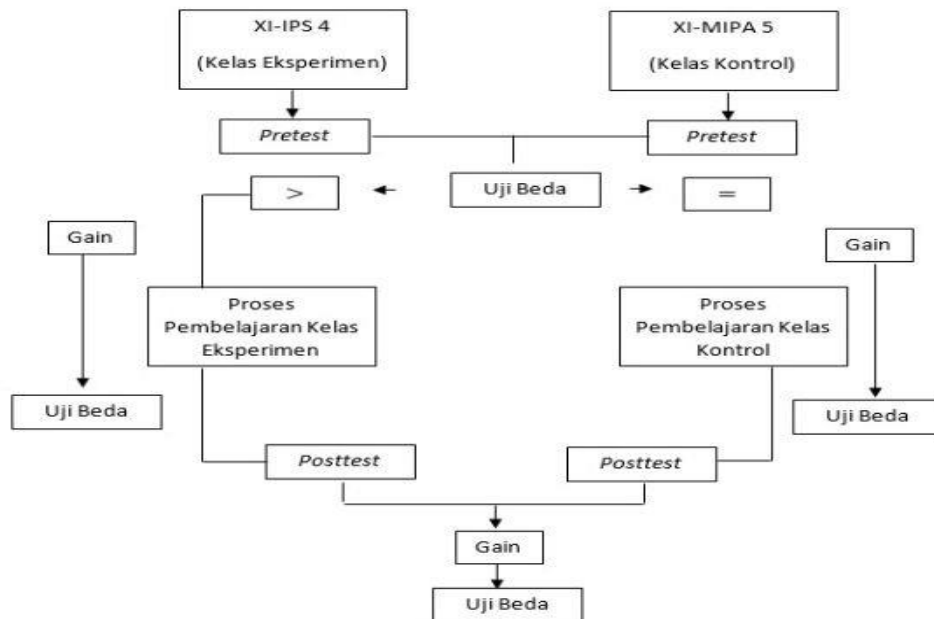 XI-IPS 4
(Kelas Eksperimen)
XI-MIPA 5
(Kelas Kontrol)
Pretest
Pretest
>
Uji Beda
=
Gain
Gain
Proses
Pembelajaran Kelas
Eksperimen
Proses
Pembelajaran Kelas
Kontrol
Uji Beda
Uji Beda
Posttest
Posttest
Gain
Uji Beda